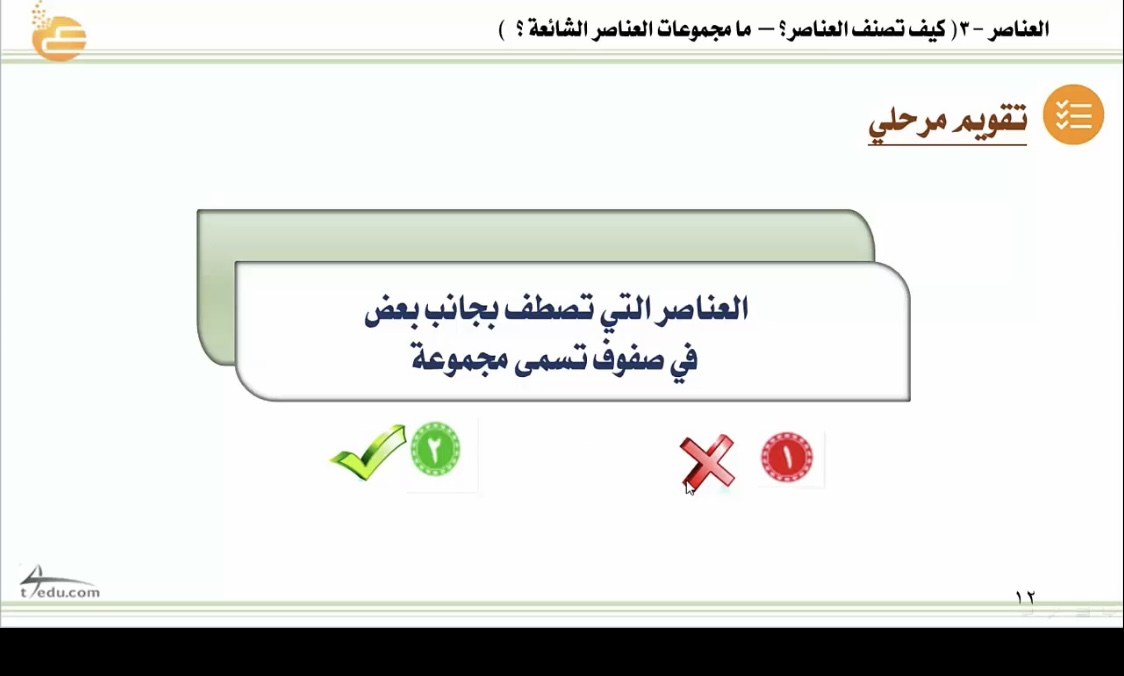 العناصر - ٣ ( كيف تصنف العناصر؟ – ما مجموعات العناصر الشائعة ؟ )
تقويم مرحلي
العناصر التي تصطف بجانب بعض
في صفوف تسمى مجموعة
١
٢
t4edu.com
١٢